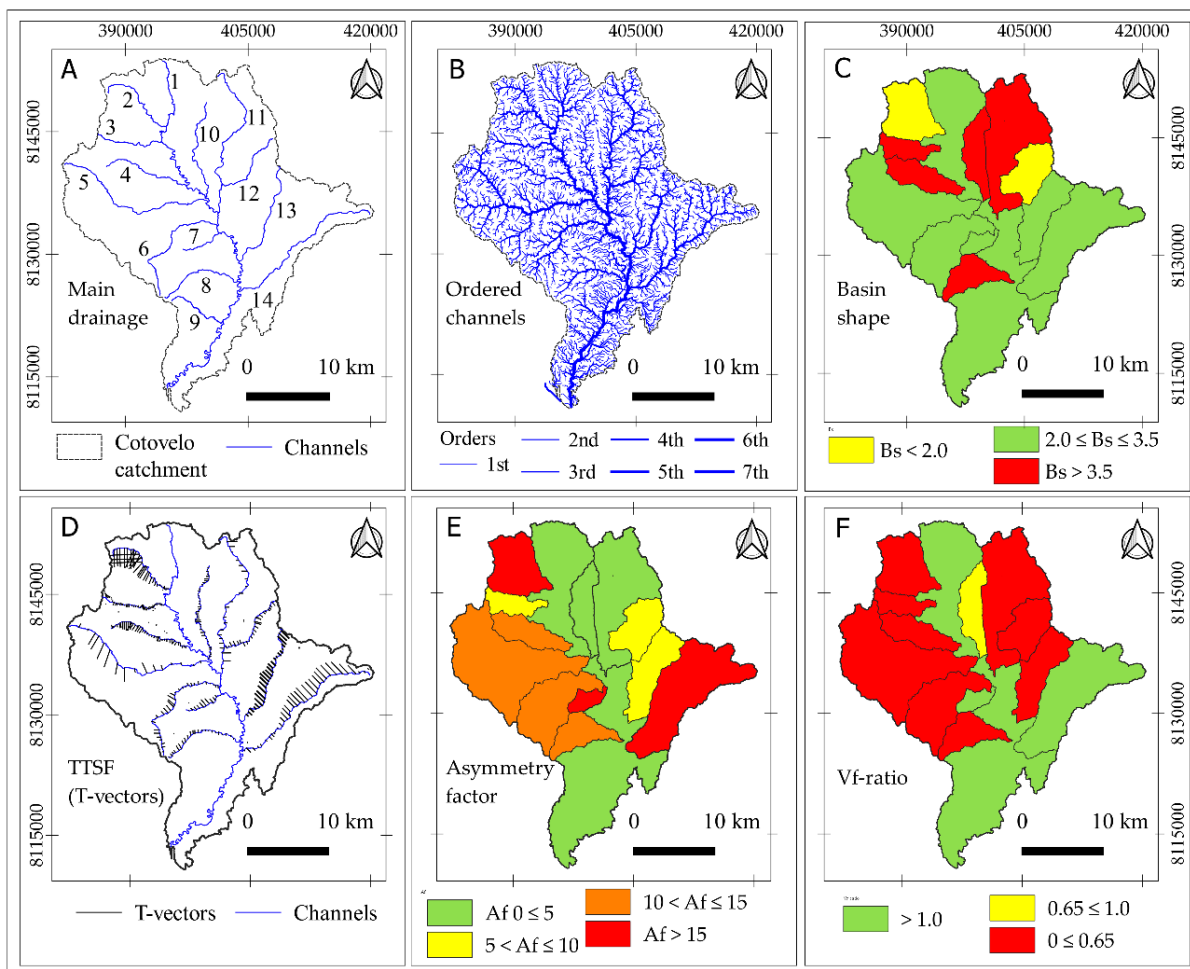 390000 405000 420000
390000 405000 420000
390000 405000 420000
A
1
2
3
10
11
4
5
12
13
6
7
8
14
9
8145000
8130000
8115000
Main
drainage
0 10 km
Cotovelo
catchment
Channels
B
Ordered
channels
0 10 km
Orders
1st
2nd
3rd
4th
5th
6th
7th
C
8145000
8130000
8115000
Basin
shape
0 10 km
Bs < 2.0
2.0 ≤ Bs ≤ 3.5
Bs > 3.5
D
8145000
8130000
8115000
TTSF
(T-vectors)
0 10 km
T-vectors
Channels
E
Asymmetry
factor
0 10 km
Af
Af 0 ≤ 5
5 < Af ≤ 10
10 < Af ≤ 15
Af > 15
F
8145000
8130000
8115000
Vf-ratio
0 10 km
> 1.0
0.65 ≤ 1.0
0 ≤ 0.65